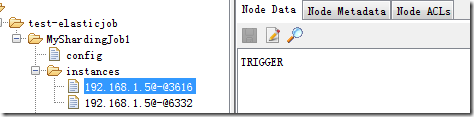 test-elasticjob
MyShardingJob1
config
instances
192.168.1.5@-@3616
192.168.1.5@-@6332
Node Data
Node Metadata
Node ACLs
TRIGGER